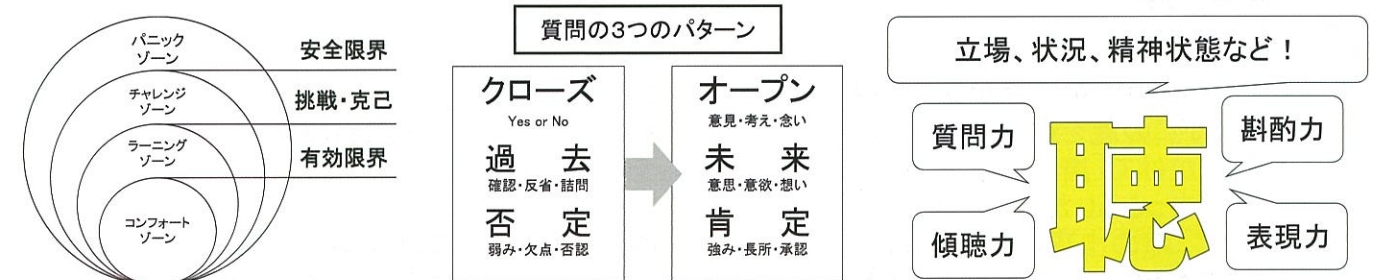 パニック
ゾーン
安全限界
チャレンジ
ゾーン
挑戦・克己
ラーニング
ゾーン
有効限界
コンフォート
ゾーン
質問の3つのパターン
クローズ
Yes or No
過 去
確認・反省・詰問
否 定
弱み・欠点・否認
オープン
意見・考え・念い
未 来
意思・意欲・想い
肯 定
強み・長所・承認
立場、状況、精神状態など！
質問力
斟酌力
聴
傾聴力
表現力